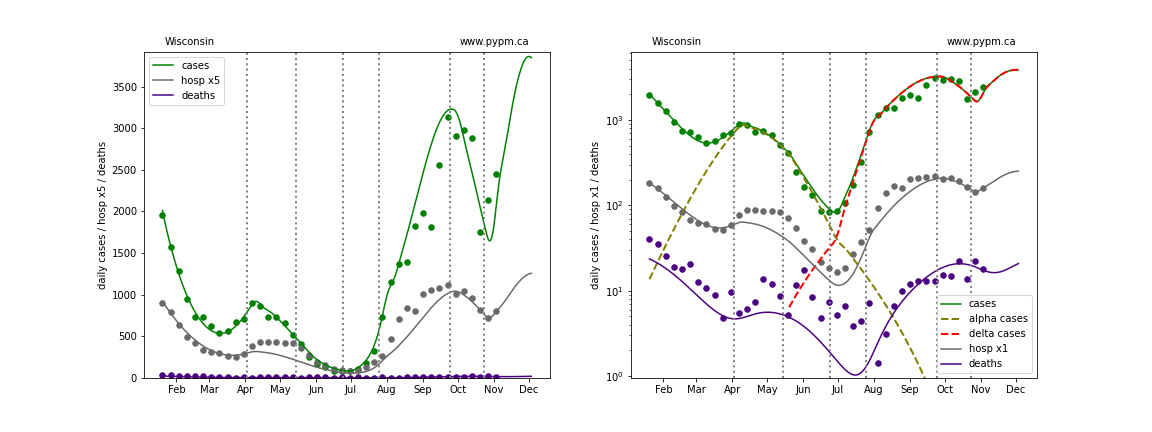 Wisconsin www.pypm.ca
cases
hosp x5
deaths
daily cases / hosp x5 / deaths
3500
3000
2500
2000
1500
1000
500
0
Feb Mar Apr May Jun Jul Aug Sep Oct Nov Dec
Wisconsin www.pypm.ca
daily cases / hosp x1 / deaths
10³
10²
10¹
10⁰
cases
alpha cases
delta cases
hosp x1
deaths
Feb Mar Apr May Jun Jul Aug Sep Oct Nov Dec